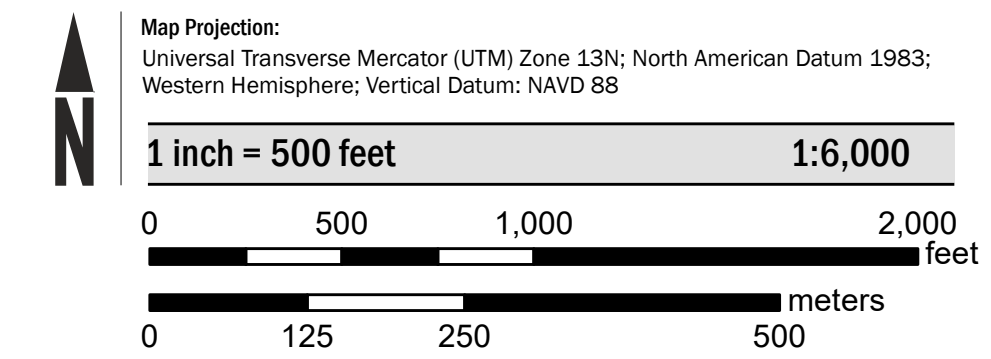 N
Map Projection:
Universal Transverse Mercator (UTM) Zone 13N; North American Datum 1983;
Western Hemisphere; Vertical Datum: NAVD 88
1 inch = 500 feet 1:6,000
0 500 1,000 2,000
feet
meters
0 125 250 500